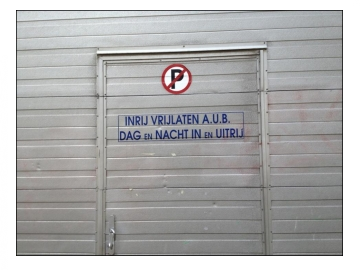 P
INRIJ VRIJLATEN A.U.B.
DAG EN NACHT IN EN UITRIJ